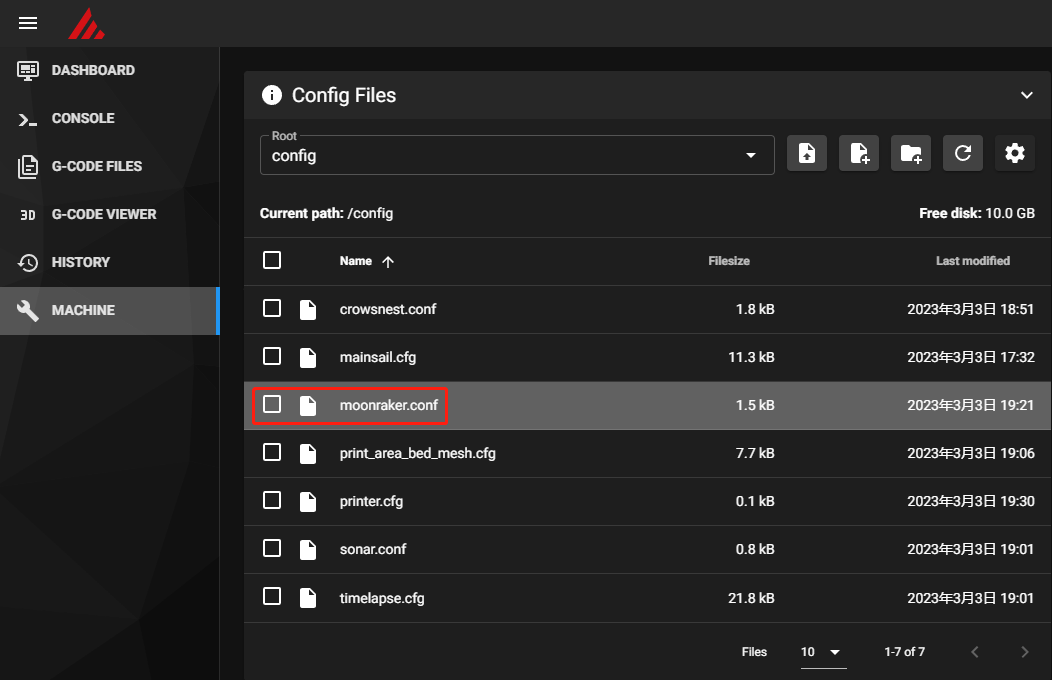 DASHBOARD
CONSOLE
G-CODE FILES
3D G-CODE VIEWER
HISTORY
MACHINE
Config Files
Root
config
Current path: /config Free disk: 10.0 GB
Name Filesize Last modified
crowsnest.conf 1.8 kB 2023年3月3日 18:51
mainsail.cfg 11.3 kB 2023年3月3日 17:32
moonraker.conf 1.5 kB 2023年3月3日 19:21
print_area_bed_mesh.cfg 7.7 kB 2023年3月3日 19:06
printer.cfg 0.1 kB 2023年3月3日 19:30
sonar.conf 0.8 kB 2023年3月3日 19:01
timelapse.cfg 21.8 kB 2023年3月3日 19:01
Files 10 1-7 of 7